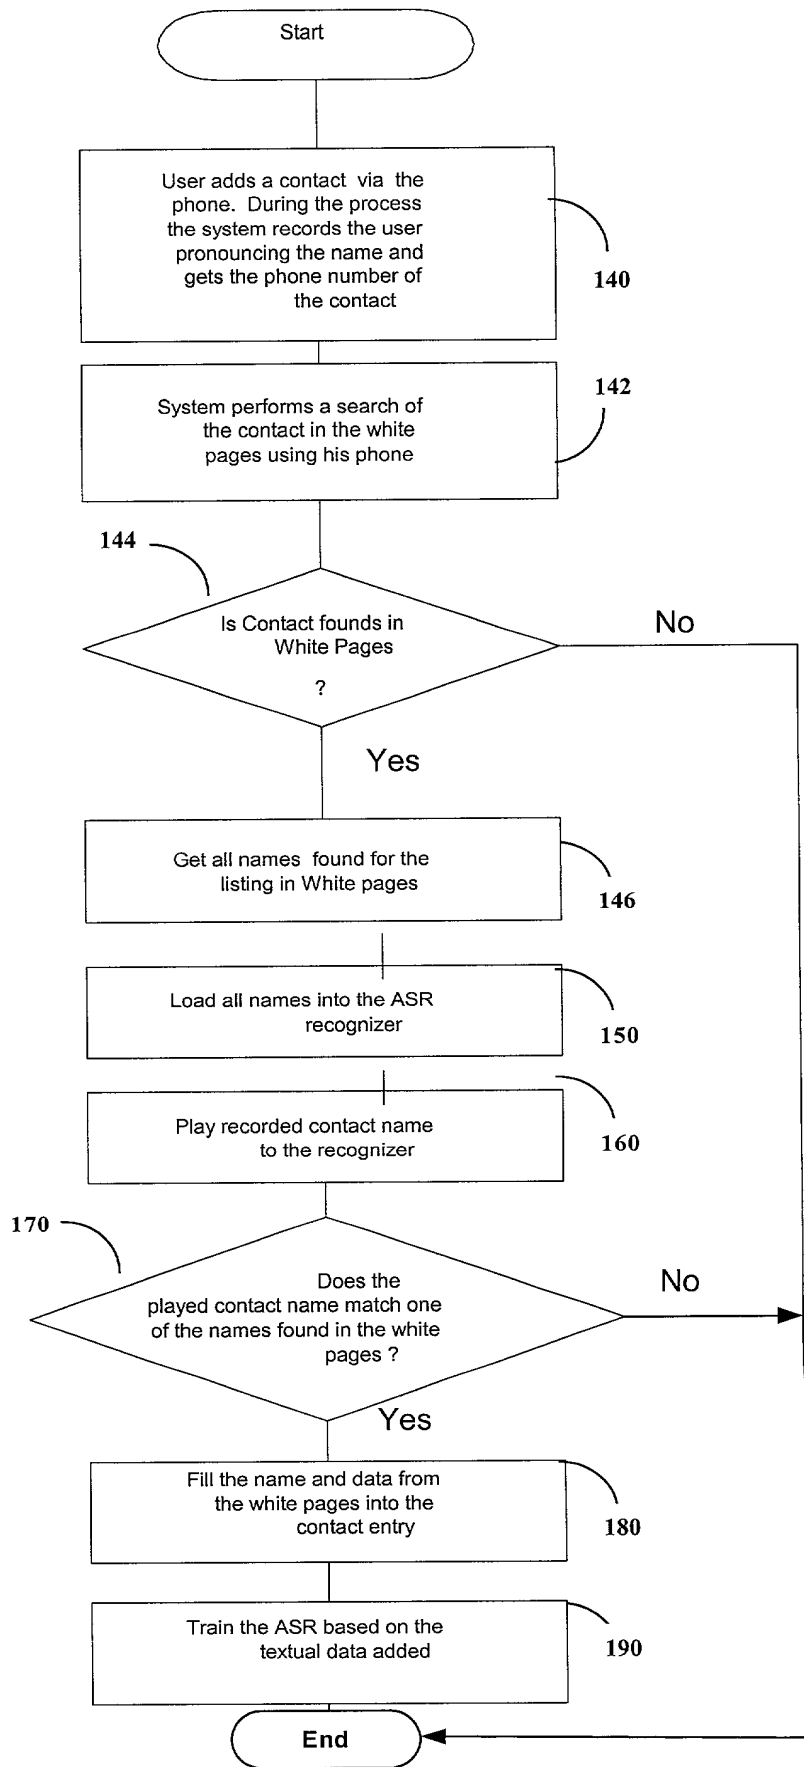 Start
User adds a contact via the
phone. During the process
the system records the user
pronouncing the name and
gets the phone number of
the contact
140
142
System performs a search of
the contact in the white
pages using his phone
144
Is Contact founds in
White Pages
?
No
Yes
Get all names found for the
listing in White pages
146
Load all names into the ASR
recognizer
150
Play recorded contact name
to the recognizer
160
170
Does the
played contact name match one
of the names found in the white
pages ?
No
Yes
Fill the name and data from
the white pages into the
contact entry
180
Train the ASR based on the
textual data added
190
End